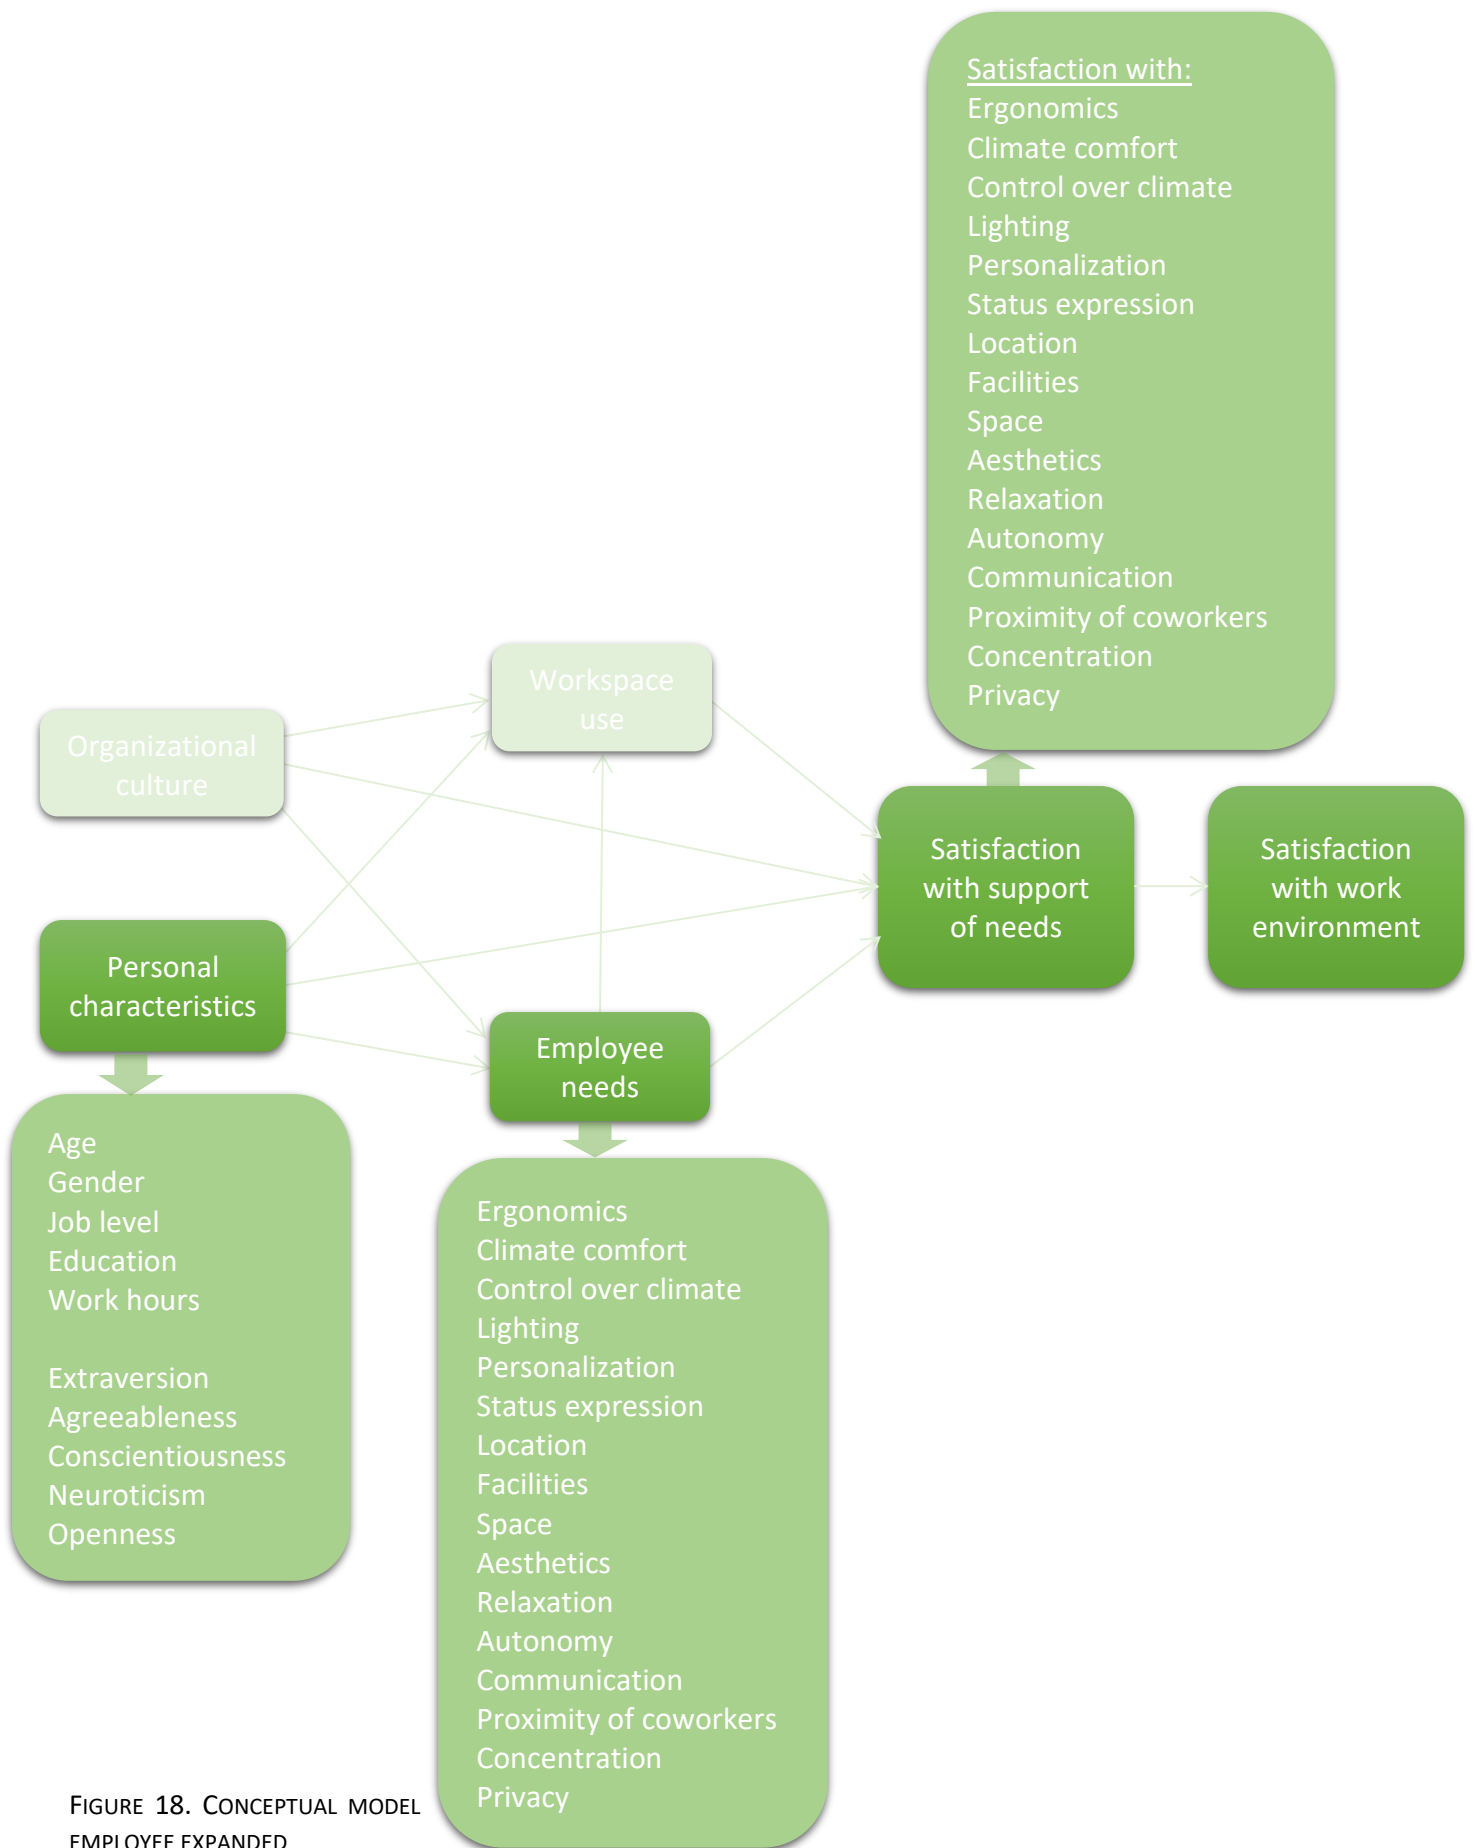 Satisfaction with:
Ergonomics
Climate comfort
Control over climate
Lighting
Personalization
Status expression
Location
Facilities
Space
Aesthetics
Relaxation
Autonomy
Communication
Proximity of coworkers
Concentration
Privacy
Workspace
use
Organizational
culture
Satisfaction
with support
of needs
Satisfaction
with work
environment
Personal
characteristics
Employee
needs
Age
Gender
Job level
Education
Work hours
Extraversion
Agreeableness
Conscientiousness
Neuroticism
Openness
Ergonomics
Climate comfort
Control over climate
Lighting
Personalization
Status expression
Location
Facilities
Space
Aesthetics
Relaxation
Autonomy
Communication
Proximity of coworkers
Concentration
Privacy
FIGURE 18. CONCEPTUAL MODEL
EMPLOYEE EXPANDED